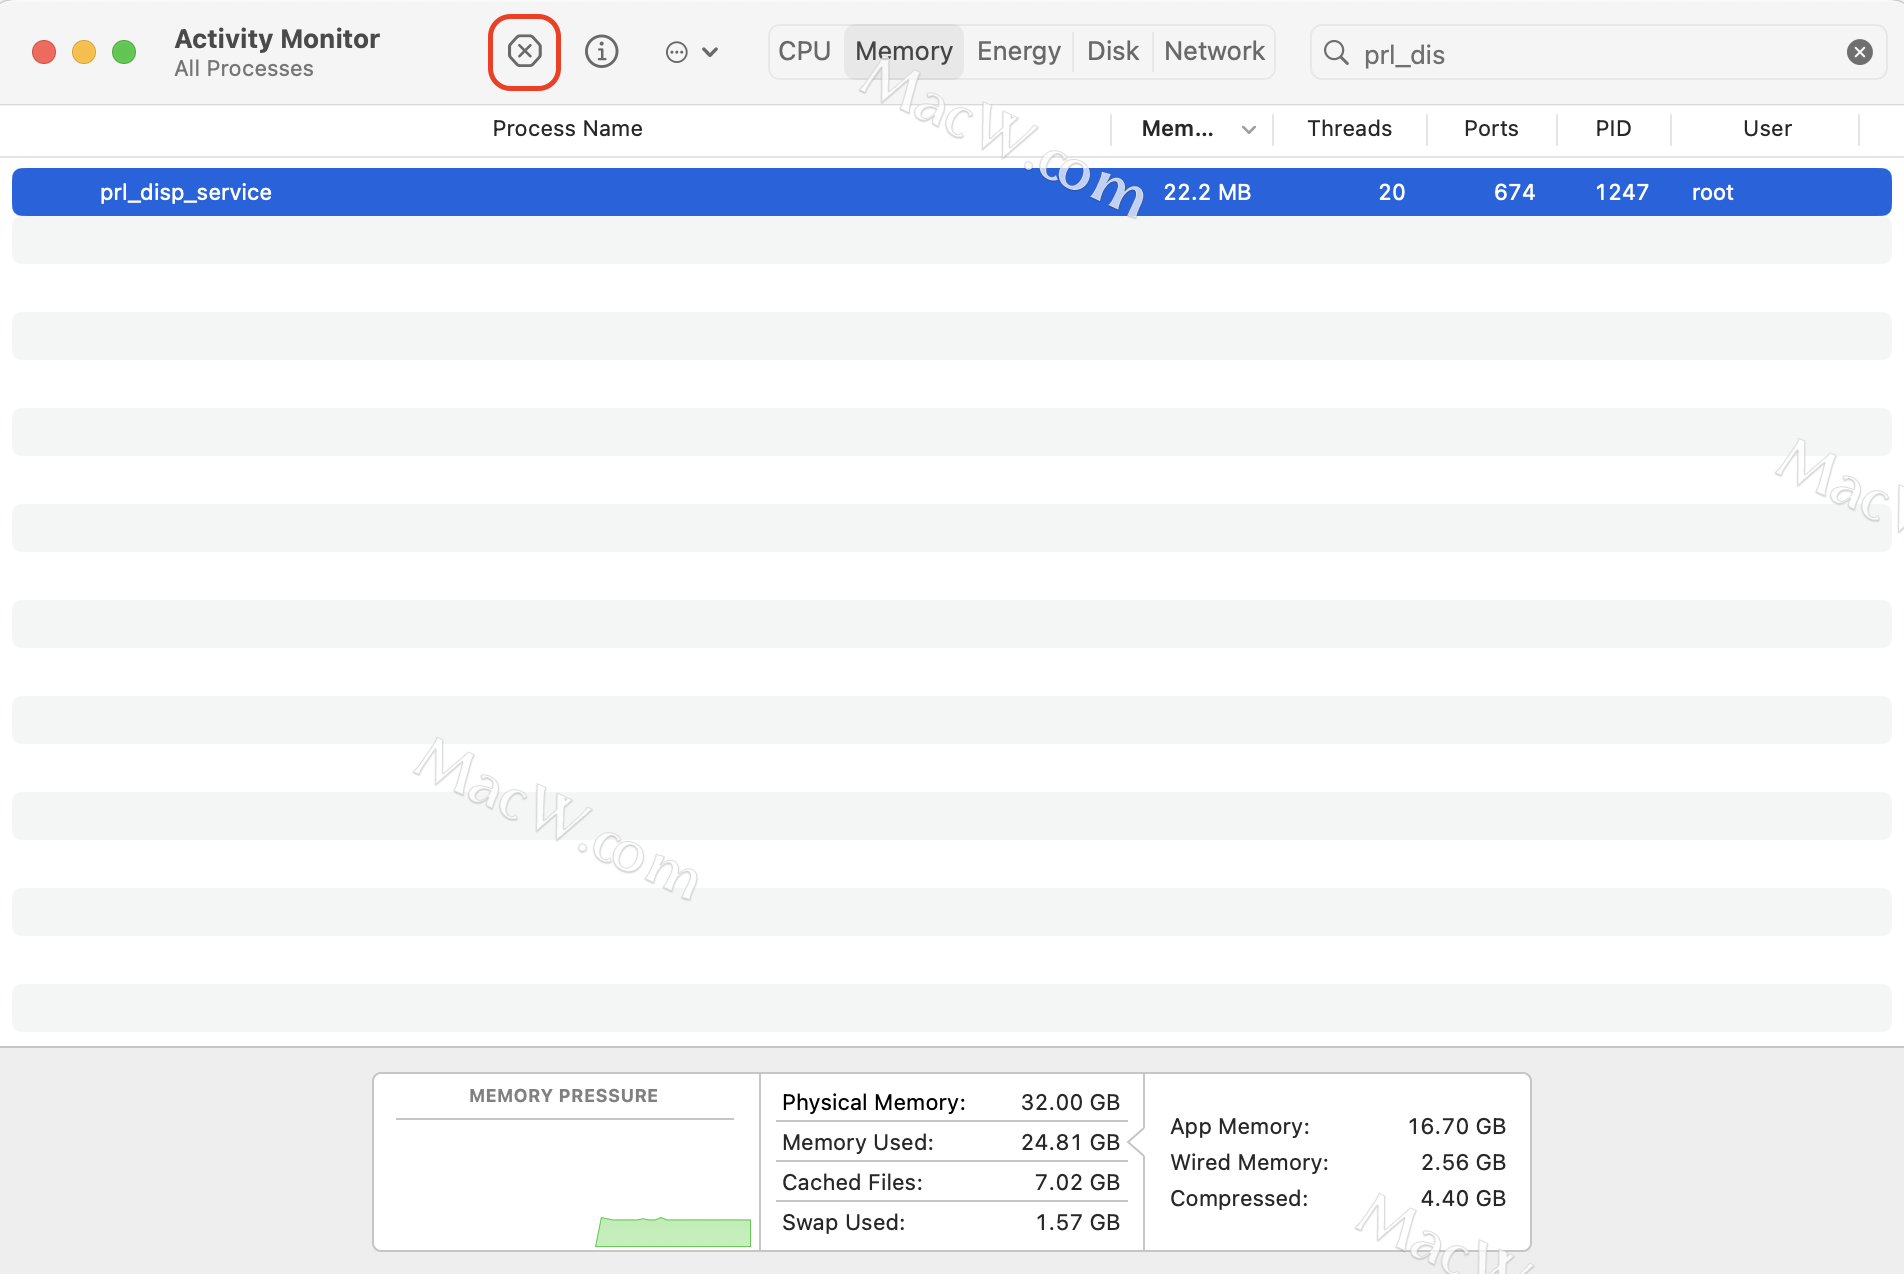 Activity Monitor
All Processes
CPU Memory Energy Disk Network
prl_dis
Process Name Mem... Threads Ports PID User
prl_disp_service 22.2 MB 20 674 1247 root
MacW.com
MacW
MacW.com
MEMORY PRESSURE
Physical Memory: 32.00 GB
Memory Used: 24.81 GB
Cached Files: 7.02 GB
Swap Used: 1.57 GB
App Memory: 16.70 GB
Wired Memory: 2.56 GB
Compressed: 4.40 GB
MacW